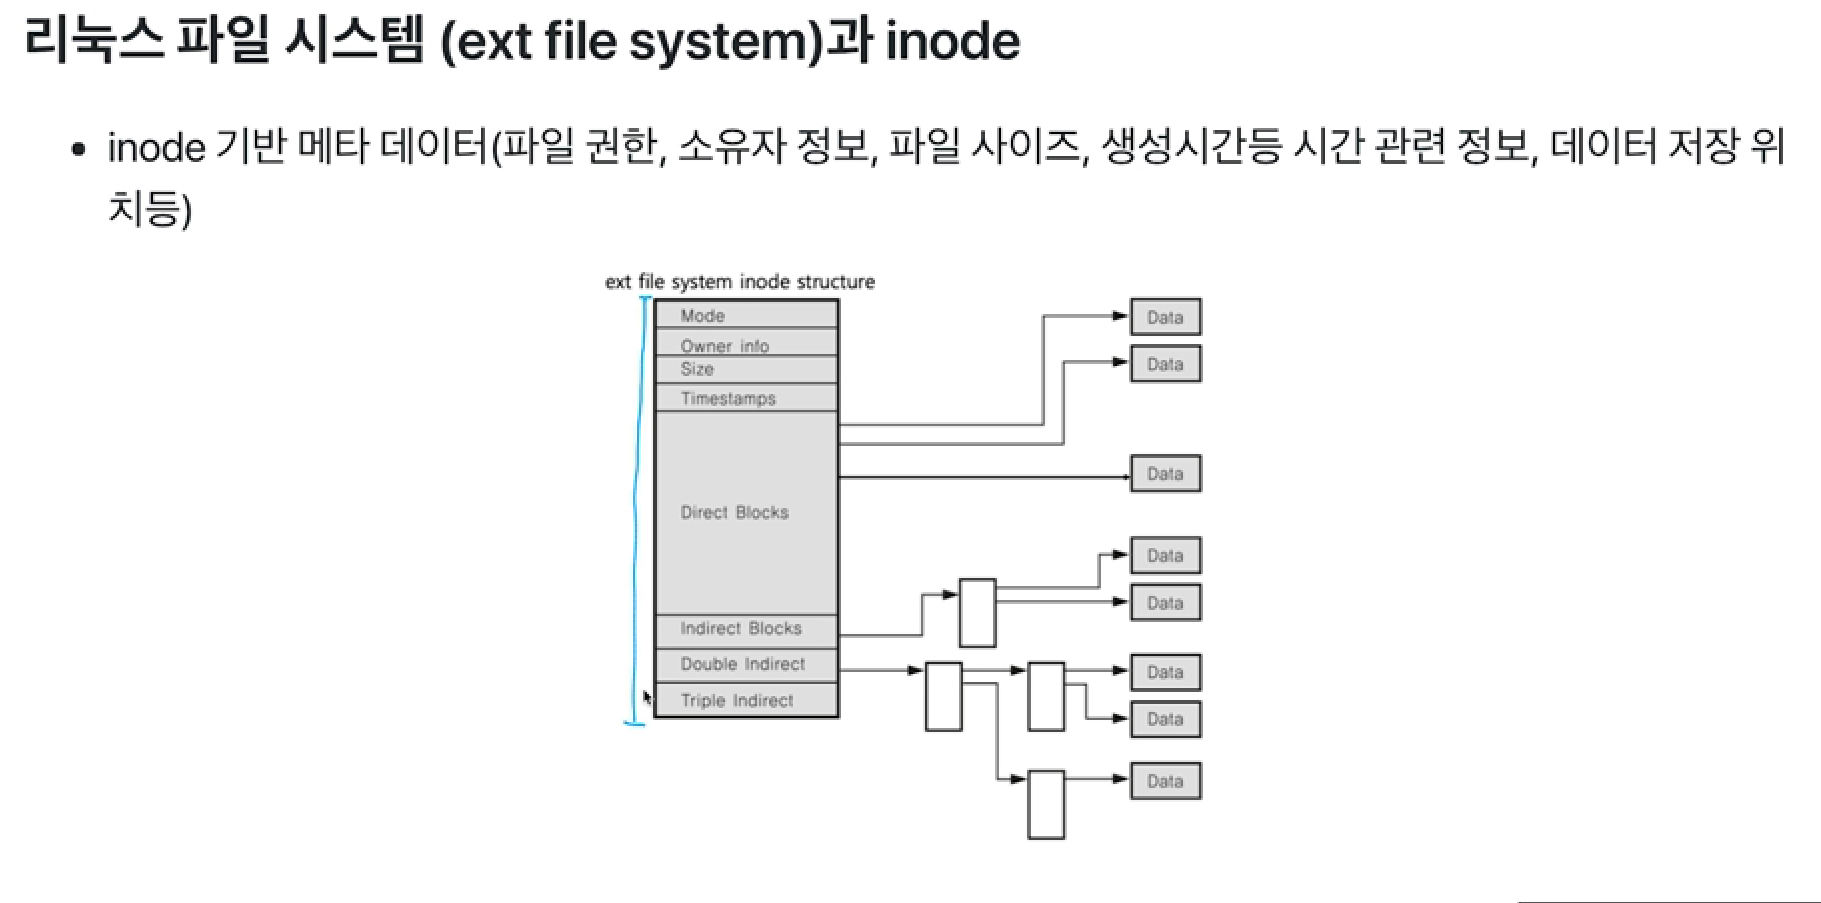 리눅스 파일 시스템 (ext file system)과 inode
inode 기반 메타 데이터(파일 권한, 소유자 정보, 파일 사이즈, 생성시간등 시간 관련 정보, 데이터 저장 위
치등)
ext file system inode structure
Mode
Owner info
Size
Timestamps
Direct Blocks
Indirect Blocks
Double Indirect
Triple Indirect
Data
Data
Data
Data
Data
Data
Data
Data